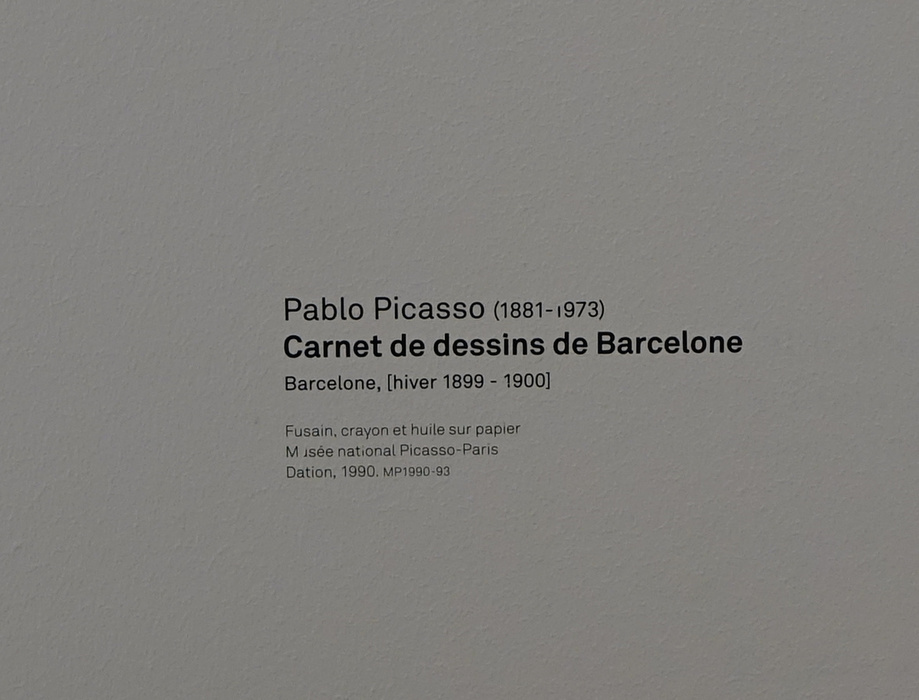 Pablo Picasso (1881-1973)
Carnet de dessins de Barcelone
Barcelone, [hiver 1899 - 1900]
Fusain, crayon et huile sur papier
Musée national Picasso-Paris
Dation, 1990. MP1990-93